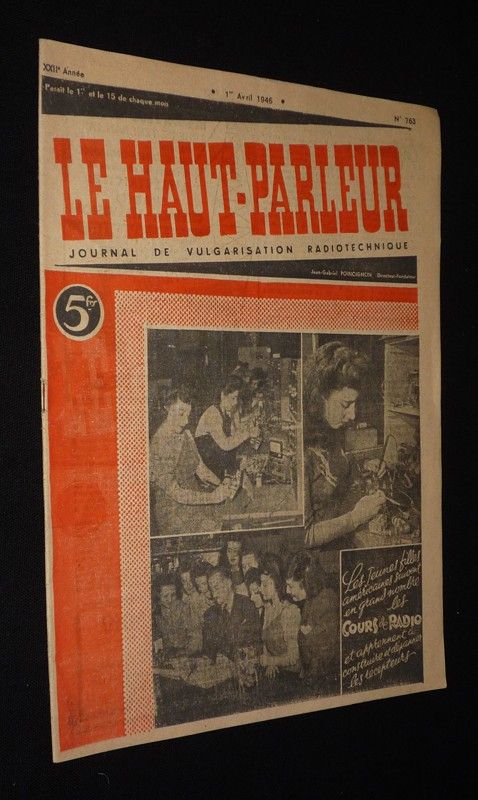 XXIIe Année
Paraît le 1er et le 15 de chaque mois
• 1er Avril 1946 •
N° 763
LE HAUT-PARLEUR
JOURNAL DE VULGARISATION RADIOTECHNIQUE
Jean-Gabriel POINCIGNON, Directeur-Fondateur
5frs
Les Jeunes filles
américaines suivent
en grand nombre
les
COURS de RADIO
et apprennent à
construire et dépanner
les récepteurs